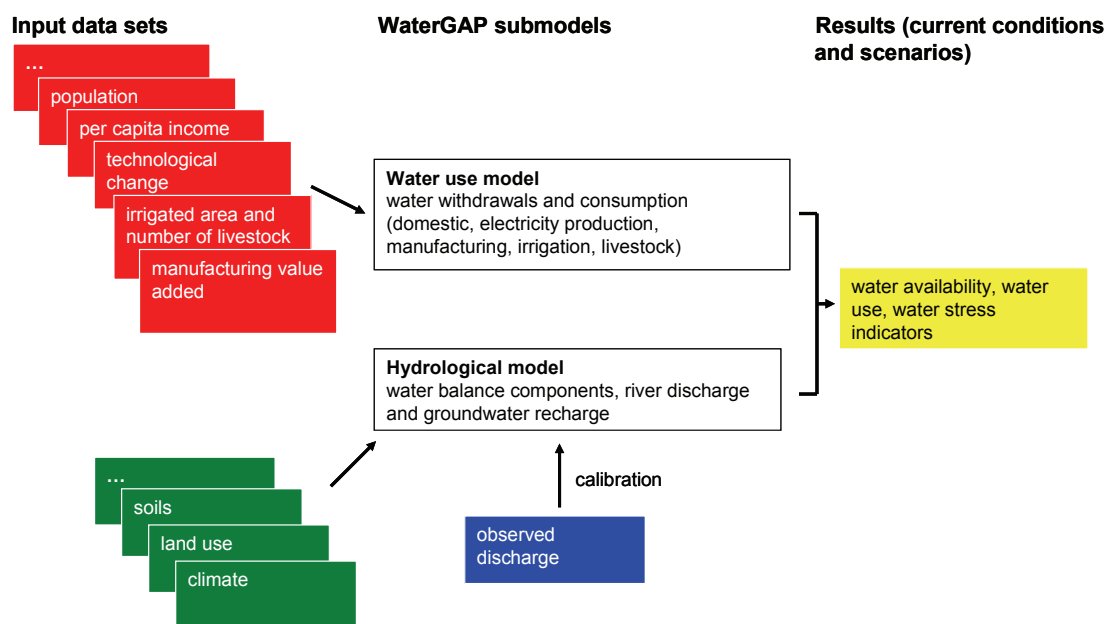 Input data sets
WaterGAP submodels
Results (current conditions
and scenarios)
...
population
per capita income
technological
change
irrigated area and
number of livestock
manufacturing value
added
Water use model
water withdrawals and consumption
(domestic, electricity production,
manufacturing, irrigation, livestock)
water availability, water
use, water stress
indicators
Hydrological model
water balance components, river discharge
and groundwater recharge
...
soils
land use
climate
calibration
observed
discharge